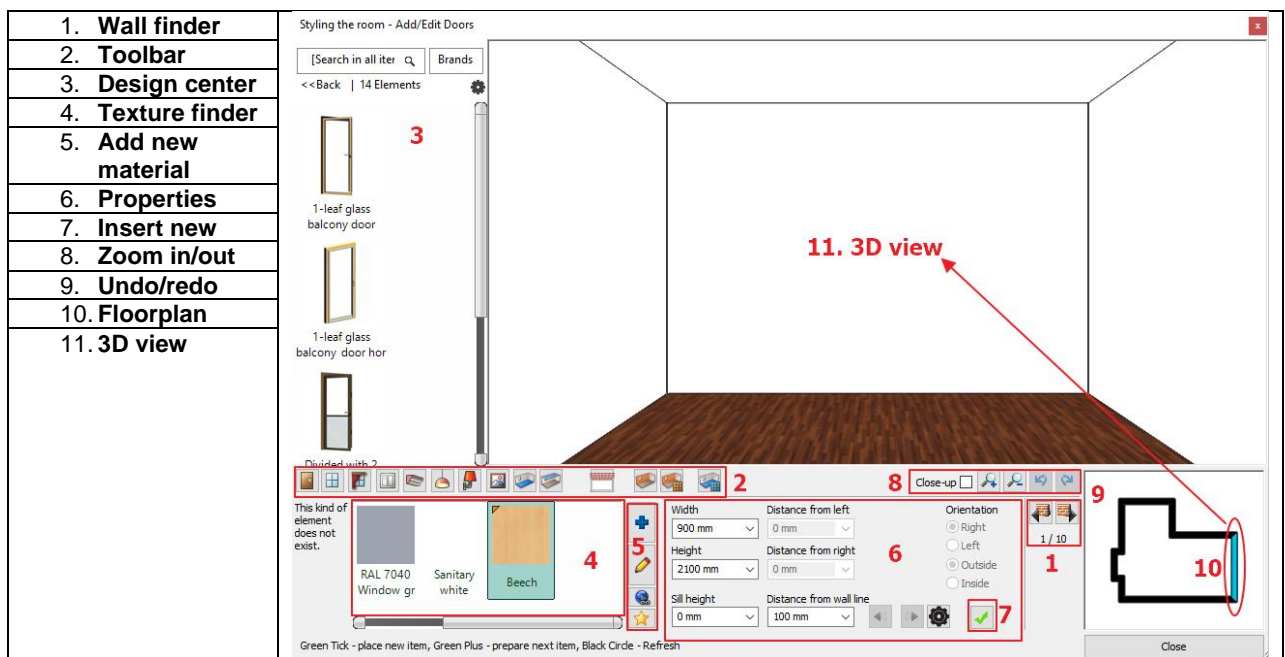 1. Wall finder
2. Toolbar
3. Design center
4. Texture finder
5. Add new
material
6. Properties
7. Insert new
8. Zoom in/out
9. Undo/redo
10. Floorplan
11. 3D view
Styling the room - Add/Edit Doors
x
[Search in all iter
Brands
<<Back | 14 Elements
3
1-leaf glass
balcony door
1-leaf glass
balcony door hor
Divided with 2
11. 3D view
2
8
Close-up
9
This kind of
element
does not
exist.
RAL 7040
Window gr
Sanitary
white
Beech
4
5
Width
900 mm
Height
2100 mm
Sill height
0 mm
Distance from left
0 mm
Distance from right
0 mm
Distance from wall line
100 mm
6
Orientation
Right
Left
Outside
Inside
7
1 / 10
1
10
Green Tick - place new item, Green Plus - prepare next item, Black Circle - Refresh
Close